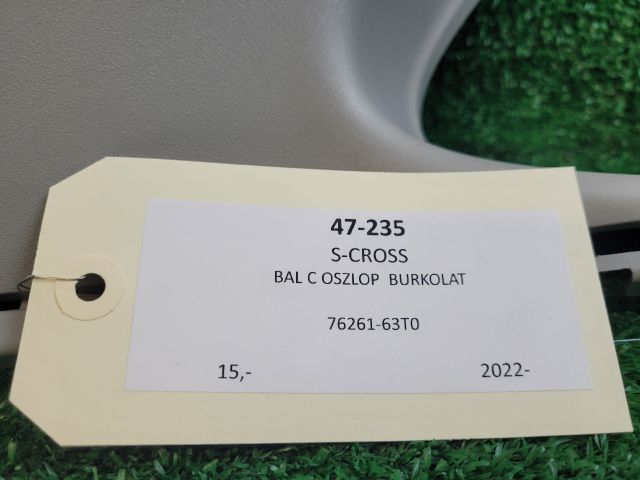 47-235
S-CROSS
BAL C OSZLOP BURKOLAT
76261-63T0
15,- 2022-